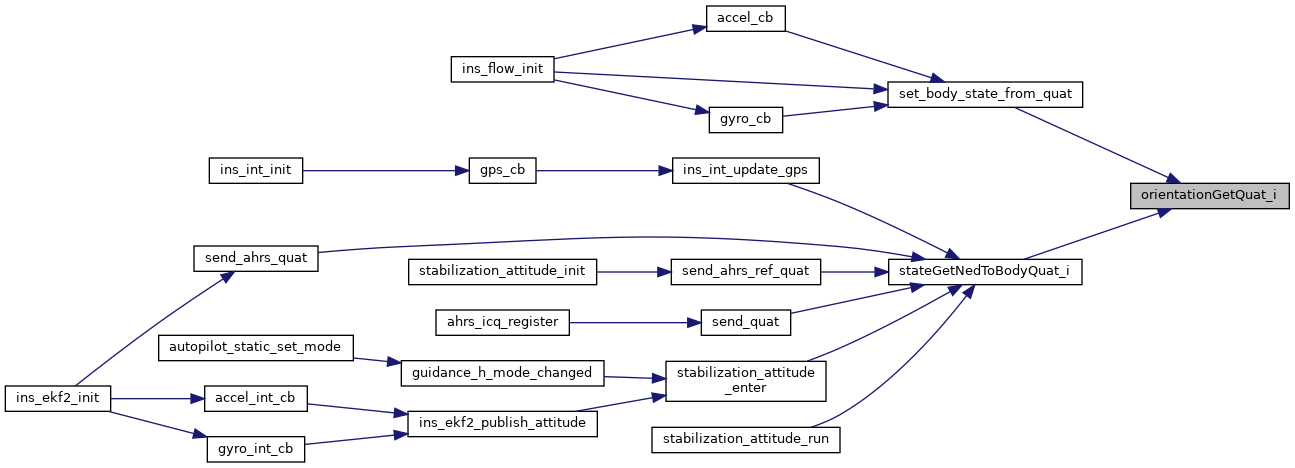 accel_cb
ins_flow_init
set_body_state_from_quat
gyro_cb
ins_int_init
gps_cb
ins_int_update_gps
orientationGetQuat_i
send_ahrs_quat
stabilization_attitude_init
send_ahrs_ref_quat
stateGetNedToBodyQuat_i
ahrs_icq_register
send_quat
autopilot_static_set_mode
guidance_h_mode_changed
stabilization_attitude
_enter
ins_ekf2_init
accel_int_cb
ins_ekf2_publish_attitude
stabilization_attitude_run
gyro_int_cb